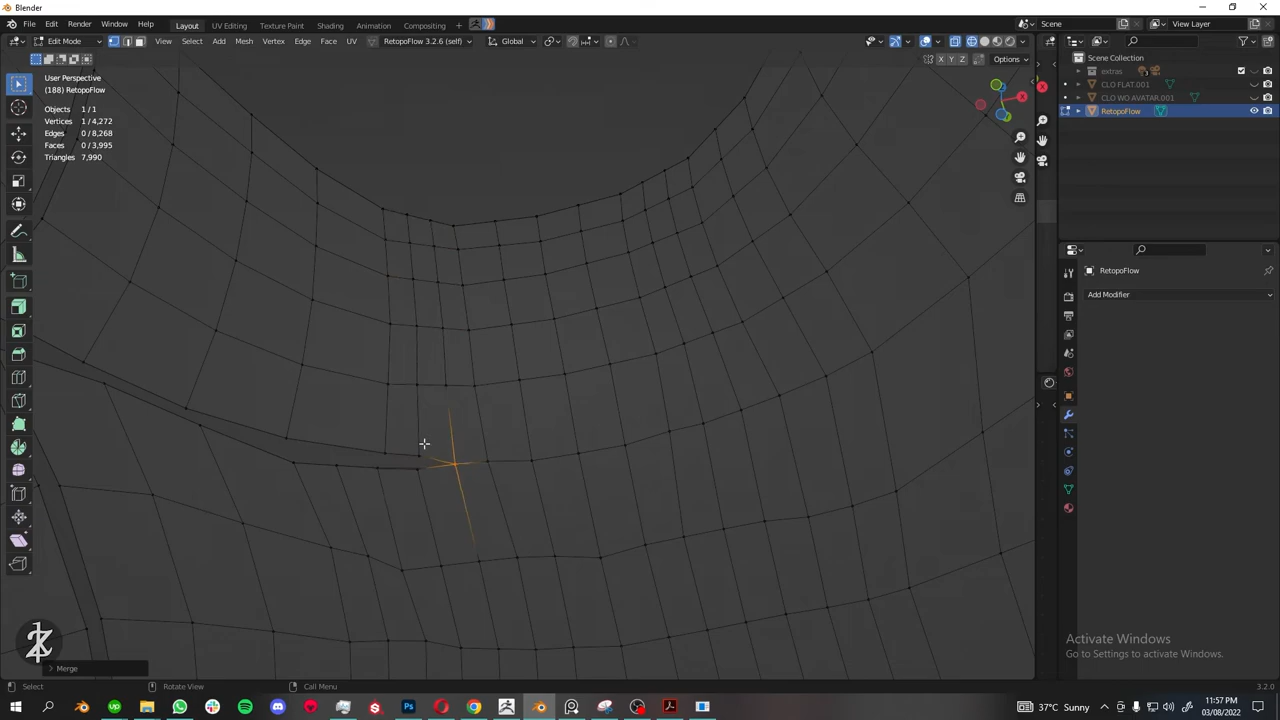 Blender
File Edit Render Window Help Layout UV Editing Texture Paint Shading Animation Compositing + Scene View Layer
Edit Mode View Select Add Mesh Vertex Edge Face UV RetopoFlow 3.2.6 (self) Global
X Y Z Options
User Perspective
(188) RetopoFlow
Objects 1 / 1
Vertices 1 / 4,272
Edges 0 / 8,268
Faces 0 / 3,995
Triangles 7,990
Scene Collection
extras
CLO FLAT.001
CLO WO AVATAR.001
RetopoFlow
RetopoFlow
Add Modifier
Merge
Activate Windows
Go to Settings to activate Windows.
Select Rotate View Call Menu 3.2.0
37°C Sunny 11:57 PM
03/08/2022